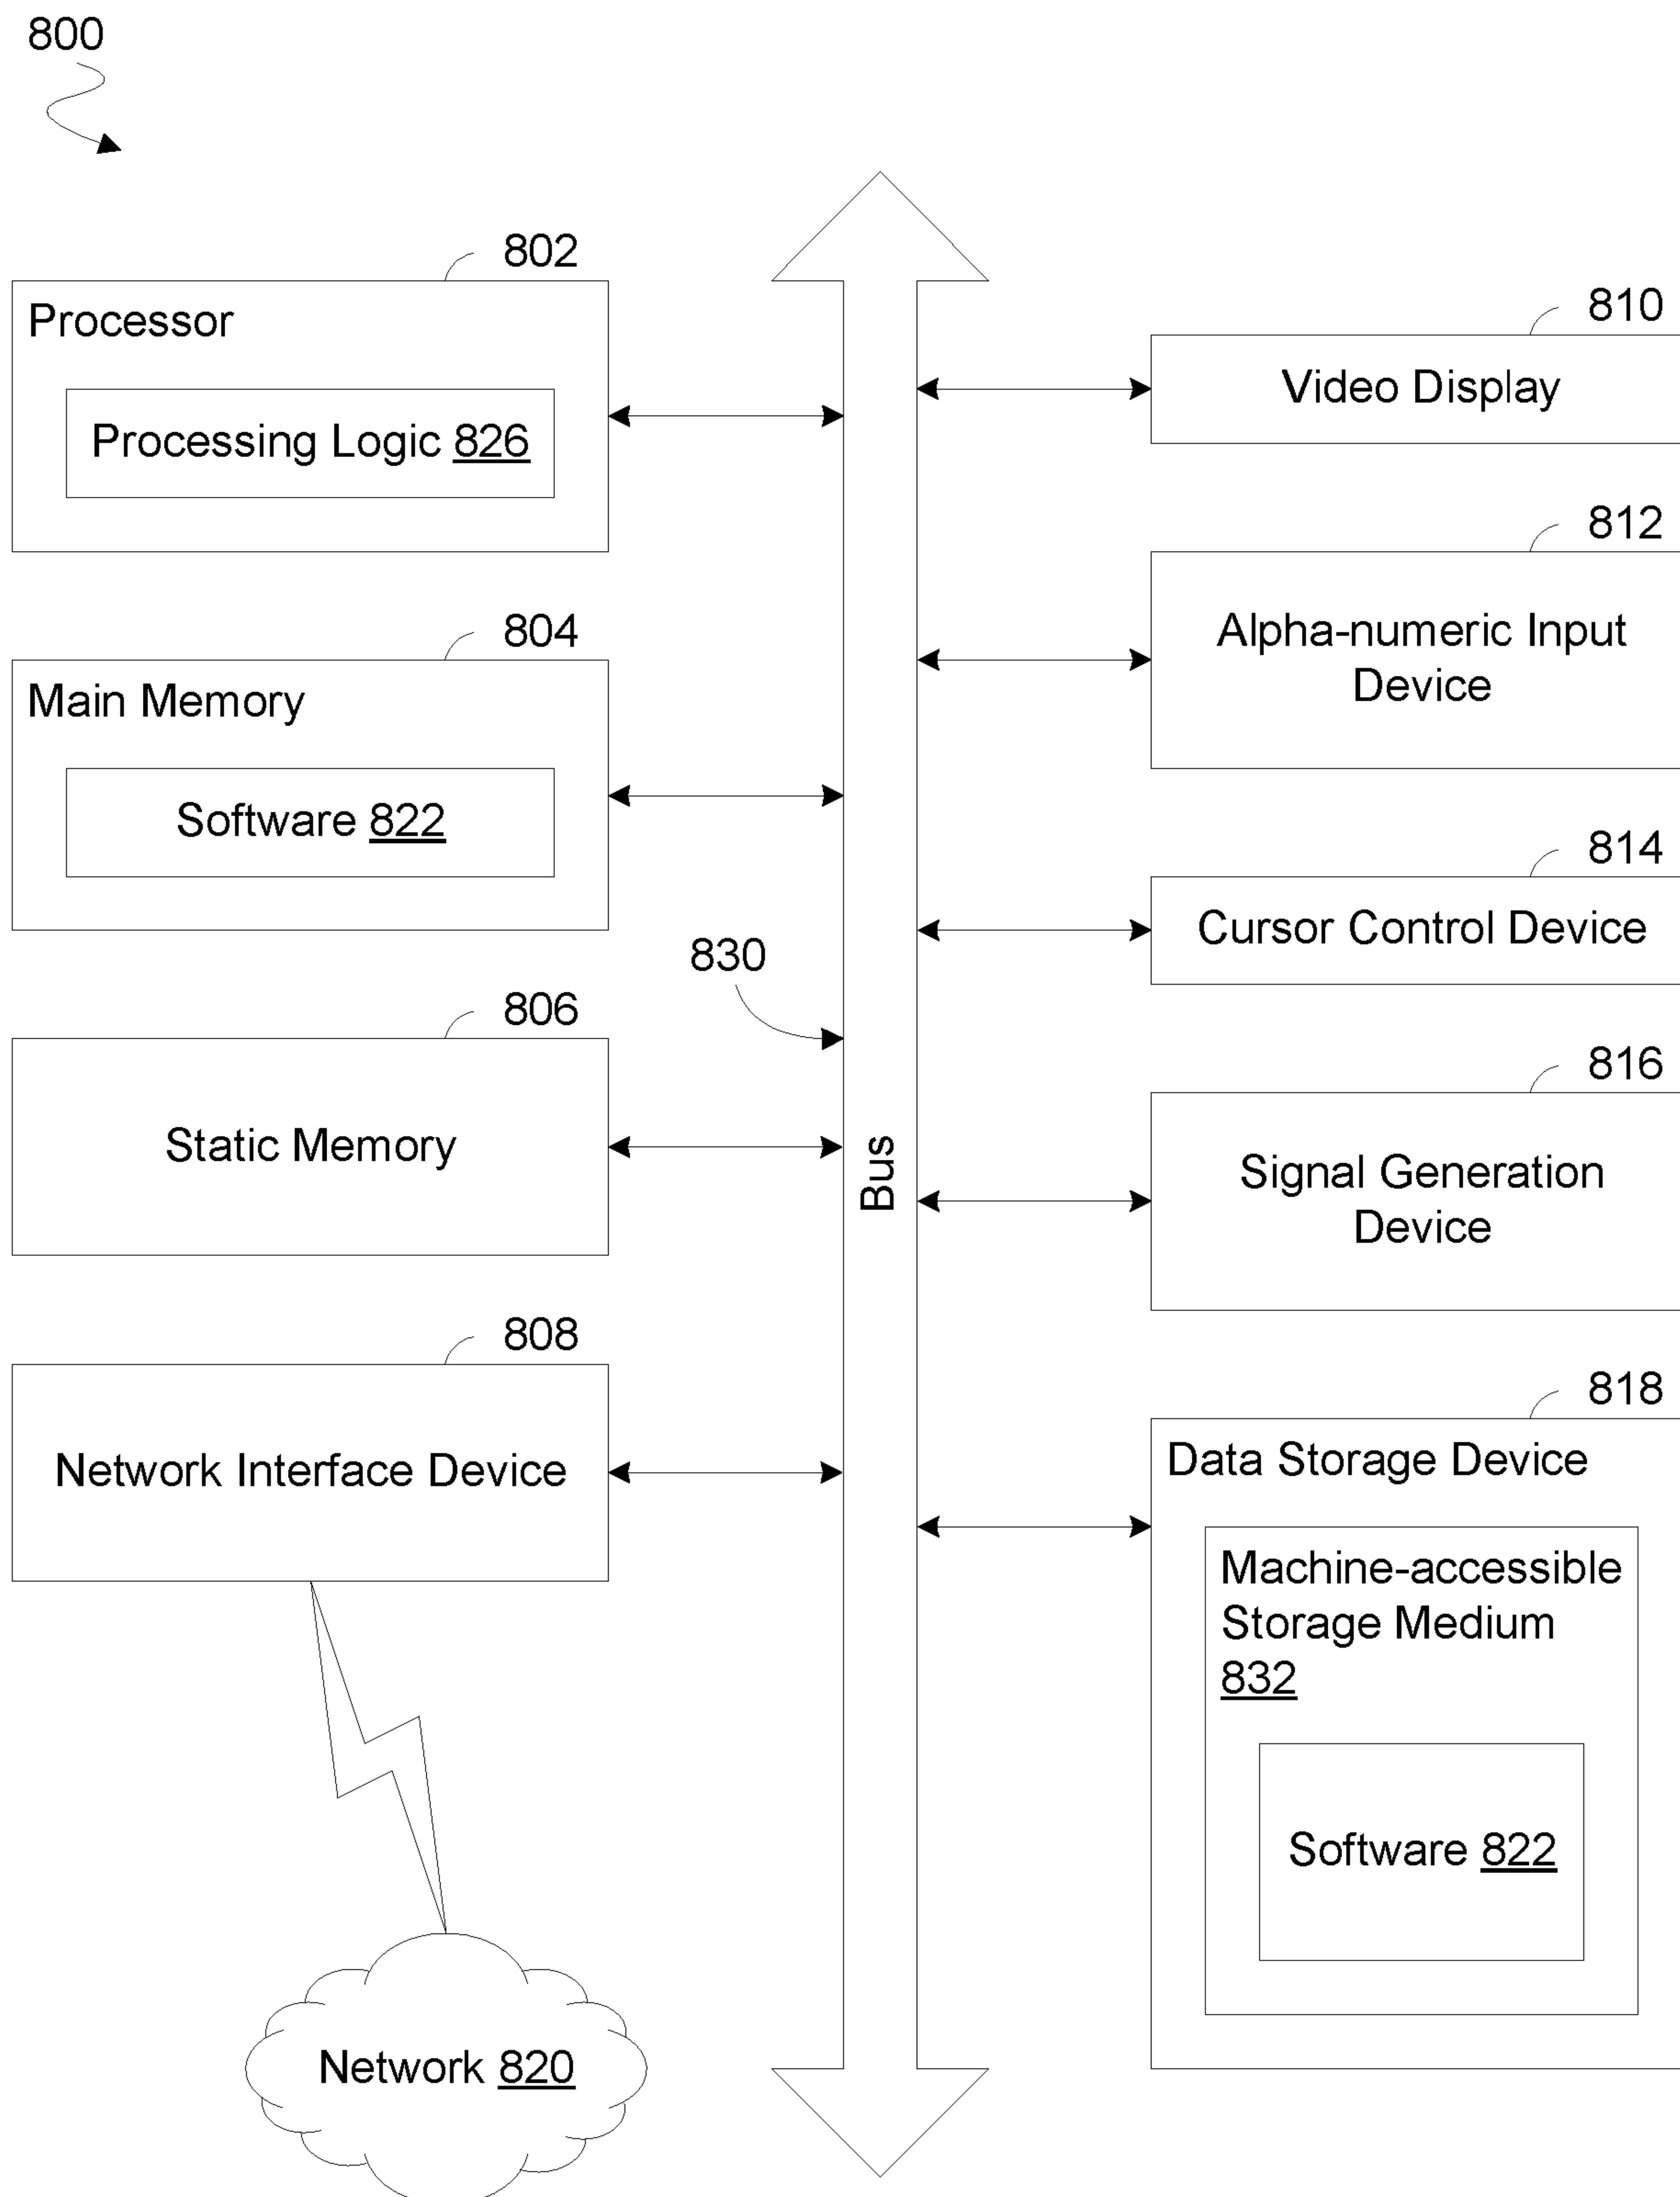 800
802
Processor
Processing Logic 826
804
Main Memory
Software 822
830
806
Static Memory
808
Network Interface Device
Network 820
Bus
810
Video Display
812
Alpha-numeric Input
Device
814
Cursor Control Device
816
Signal Generation
Device
818
Data Storage Device
Machine-accessible
Storage Medium
832
Software 822